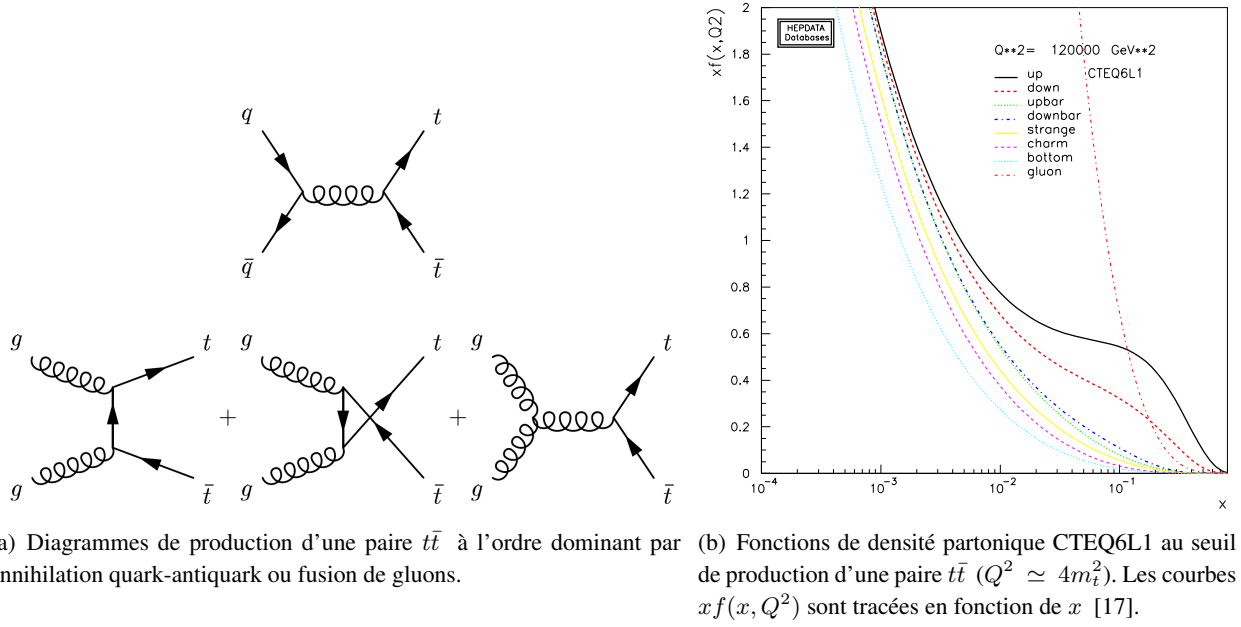 q
t
q̄
t̄
g
t
g
t̄
+
g
t
g
t̄
+
g
t
g
t̄
a) Diagrammes de production d'une paire tt̄ à l'ordre dominant par
nnihilation quark-antiquark ou fusion de gluons.
xf(x,Q2)
2
1.8
1.6
1.4
1.2
1
0.8
0.6
0.4
0.2
0
HEPDATA
Databases
Q**2= 120000 GeV**2
up CTEQ6L1
down
upbar
downbar
strange
charm
bottom
gluon
10⁻⁴
10⁻³
10⁻²
10⁻¹
x
(b) Fonctions de densité partonique CTEQ6L1 au seuil
de production d'une paire tt̄ (Q² ≃ 4m²ₜ). Les courbes
xf(x, Q²) sont tracées en fonction de x [17].